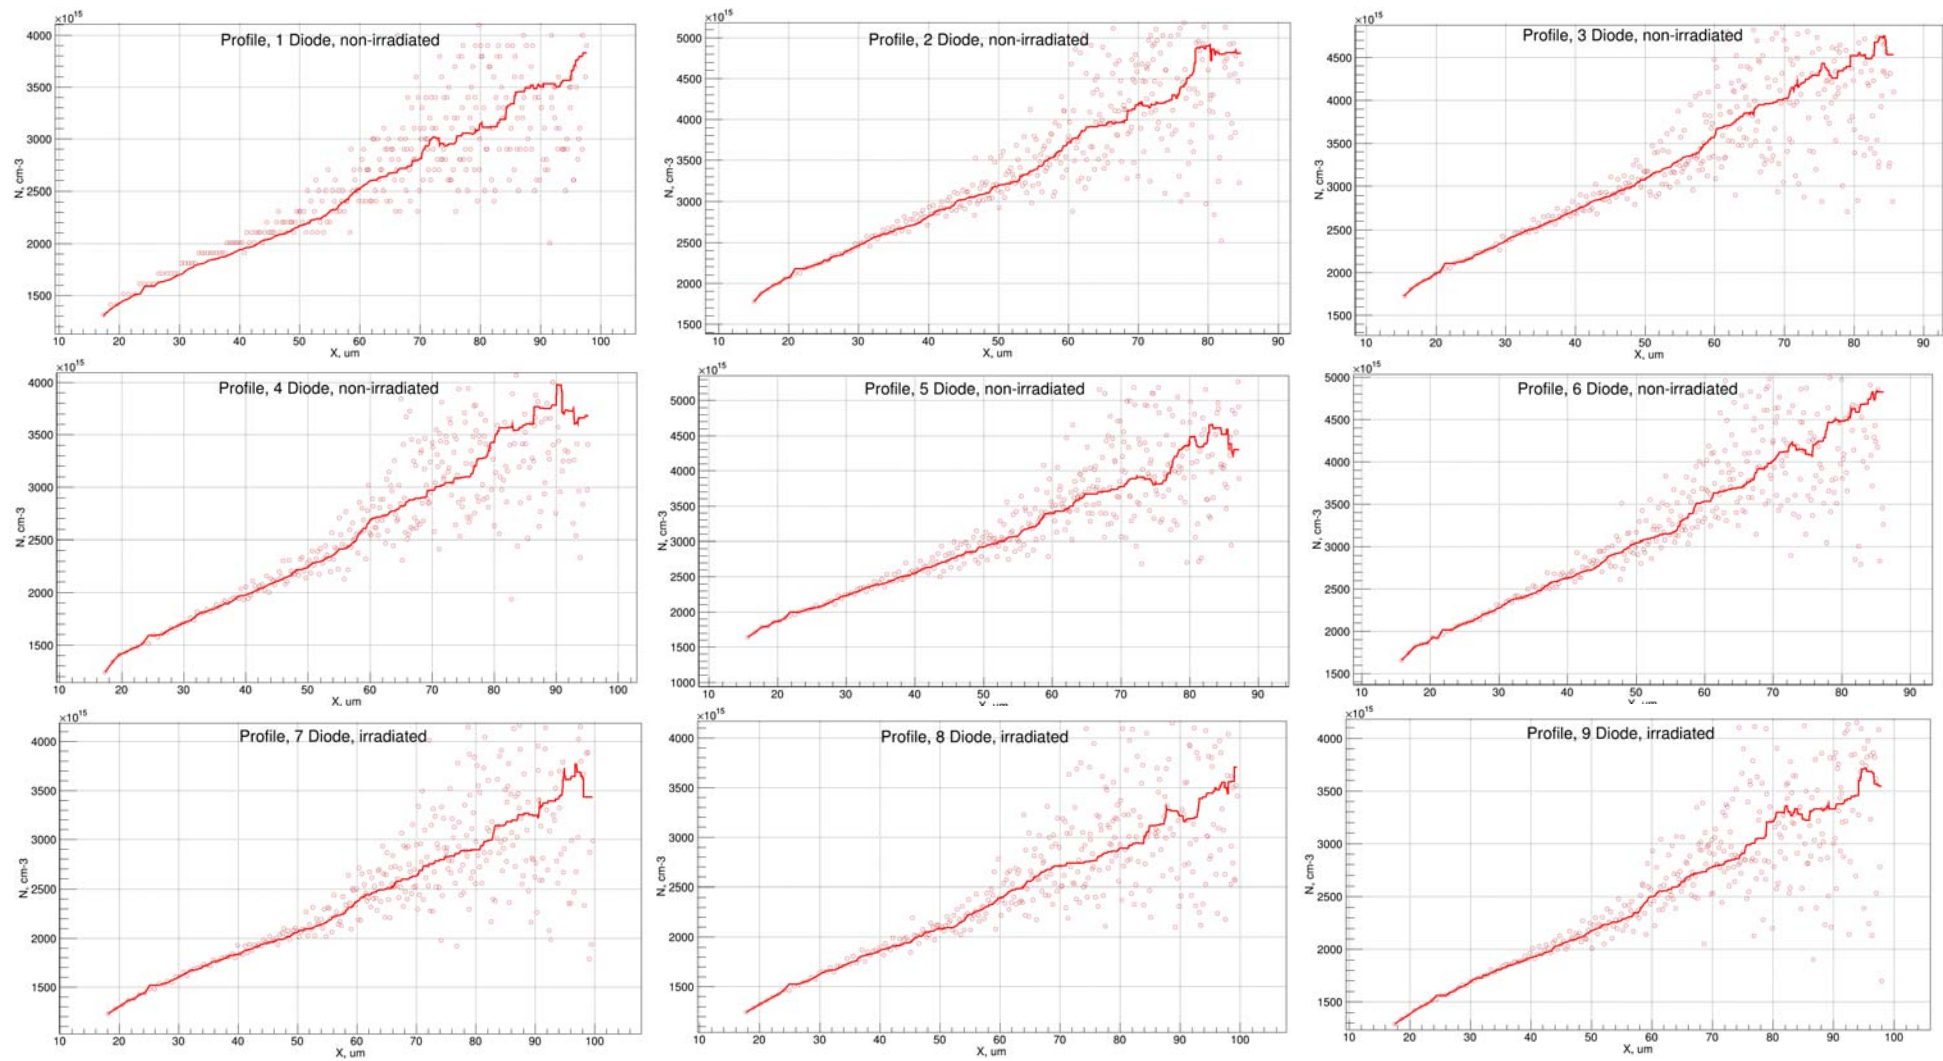 ×10¹⁵
Profile, 1 Diode, non-irradiated
N, cm-3
4000
3500
3000
2500
2000
1500
10 20 30 40 50 60 70 80 90 100
X, um
×10¹⁵
Profile, 2 Diode, non-irradiated
N, cm-3
5000
4500
4000
3500
3000
2500
2000
1500
10 20 30 40 50 60 70 80 90
X, um
×10¹⁵
Profile, 3 Diode, non-irradiated
N, cm-3
4500
4000
3500
3000
2500
2000
1500
10 20 30 40 50 60 70 80 90
X, um
×10¹⁵
Profile, 4 Diode, non-irradiated
N, cm-3
4000
3500
3000
2500
2000
1500
10 20 30 40 50 60 70 80 90 100
X, um
×10¹⁵
Profile, 5 Diode, non-irradiated
N, cm-3
5000
4500
4000
3500
3000
2500
2000
1500
1000
10 20 30 40 50 60 70 80 90
X, um
×10¹⁵
Profile, 6 Diode, non-irradiated
N, cm-3
5000
4500
4000
3500
3000
2500
2000
1500
10 20 30 40 50 60 70 80 90
X, um
×10¹⁵
Profile, 7 Diode, irradiated
N, cm-3
4000
3500
3000
2500
2000
1500
10 20 30 40 50 60 70 80 90 100
X, um
×10¹⁵
Profile, 8 Diode, irradiated
N, cm-3
4000
3500
3000
2500
2000
1500
10 20 30 40 50 60 70 80 90 100
X, um
×10¹⁵
Profile, 9 Diode, irradiated
N, cm-3
4000
3500
3000
2500
2000
1500
10 20 30 40 50 60 70 80 90 100
X, um